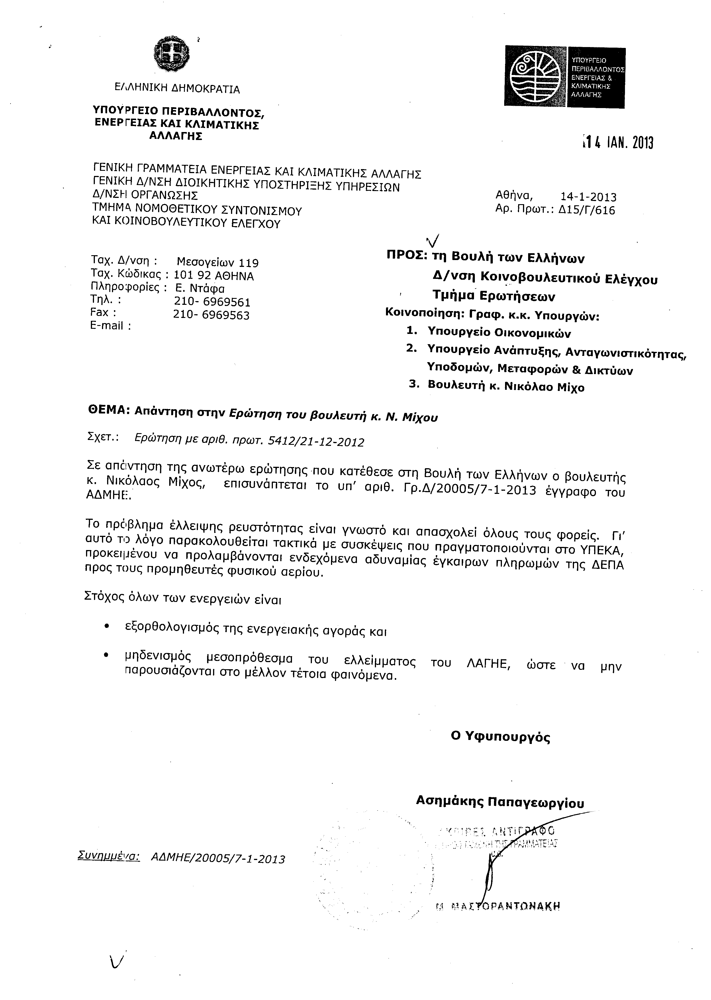 ΕΛΛΗΝΙΚΗ ΔΗΜΟΚΡΑΤΙΑ
ΥΠΟΥΡΓΕΙΟ ΠΕΡΙΒΑΛΛΟΝΤΟΣ,
ΕΝΕΡΓΕΙΑΣ ΚΑΙ ΚΛΙΜΑΤΙΚΗΣ
ΑΛΛΑΓΗΣ
ΥΠΟΥΡΓΕΙΟ
ΠΕΡΙΒΑΛΛΟΝΤΟΣ
ΕΝΕΡΓΕΙΑΣ &
ΚΛΙΜΑΤΙΚΗΣ
ΑΛΛΑΓΗΣ
14 ΙΑΝ. 2013
ΓΕΝΙΚΗ ΓΡΑΜΜΑΤΕΙΑ ΕΝΕΡΓΕΙΑΣ ΚΑΙ ΚΛΙΜΑΤΙΚΗΣ ΑΛΛΑΓΗΣ
ΓΕΝΙΚΗ Δ/ΝΣΗ ΔΙΟΙΚΗΤΙΚΗΣ ΥΠΟΣΤΗΡΙΞΗΣ ΥΠΗΡΕΣΙΩΝ
Δ/ΝΣΗ ΟΡΓΑΝΩΣΗΣ
ΤΜΗΜΑ ΝΟΜΟΘΕΤΙΚΟΥ ΣΥΝΤΟΝΙΣΜΟΥ
ΚΑΙ ΚΟΙΝΟΒΟΥΛΕΥΤΙΚΟΥ ΕΛΕΓΧΟΥ
Αθήνα, 14-1-2013
Αρ. Πρωτ.: Δ15/Γ/616
Ταχ. Δ/νση : Μεσογείων 119
Ταχ. Κώδικας : 101 92 ΑΘΗΝΑ
Πληροφορίες : Ε. Ντάφα
Τηλ. : 210- 6969561
Fax : 210- 6969563
E-mail :
ΠΡΟΣ: τη Βουλή των Ελλήνων
Δ/νση Κοινοβουλευτικού Ελέγχου
Τμήμα Ερωτήσεων
Κοινοποίηση: Γραφ. κ.κ. Υπουργών:
1. Υπουργείο Οικονομικών
2. Υπουργείο Ανάπτυξης, Ανταγωνιστικότητας,
Υποδομών, Μεταφορών & Δικτύων
3. Βουλευτή κ. Νικόλαο Μίχο
ΘΕΜΑ: Απάντηση στην Ερώτηση του βουλευτή κ. Ν. Μίχου
Σχετ.: Ερώτηση με αριθ. πρωτ. 5412/21-12-2012
Σε απάντηση της ανωτέρω ερώτησης που κατέθεσε στη Βουλή των Ελλήνων ο βουλευτής
κ. Νικόλαος Μίχος, επισυνάπτεται το υπ' αριθ. Γρ.Δ/20005/7-1-2013 έγγραφο του
ΑΔΜΗΕ.
Το πρόβλημα έλλειψης ρευστότητας είναι γνωστό και απασχολεί όλους τους φορείς. Γι'
αυτό το λόγο παρακολουθείται τακτικά με συσκέψεις που πραγματοποιούνται στο ΥΠΕΚΑ,
προκειμένου να προλαμβάνονται ενδεχόμενα αδυναμίας έγκαιρων πληρωμών της ΔΕΠΑ
προς τους προμηθευτές φυσικού αερίου.
Στόχος όλων των ενεργειών είναι
• εξορθολογισμός της ενεργειακής αγοράς και
• μηδενισμός μεσοπρόθεσμα του ελλείμματος του ΛΑΓΗΕ, ώστε να μην
παρουσιάζονται στο μέλλον τέτοια φαινόμενα.
Ο Υφυπουργός
Ασημάκης Παπαγεωργίου
ΑΚΡΙΒΕΣ ΑΝΤΙΓΡΑΦΟ
ΤΗΣ ΓΡΑΜΜΑΤΕΙΑΣ
Συνημμένα: ΑΔΜΗΕ/20005/7-1-2013
Μ ΜΑΣΤΟΡΑΝΤΩΝΑΚΗ